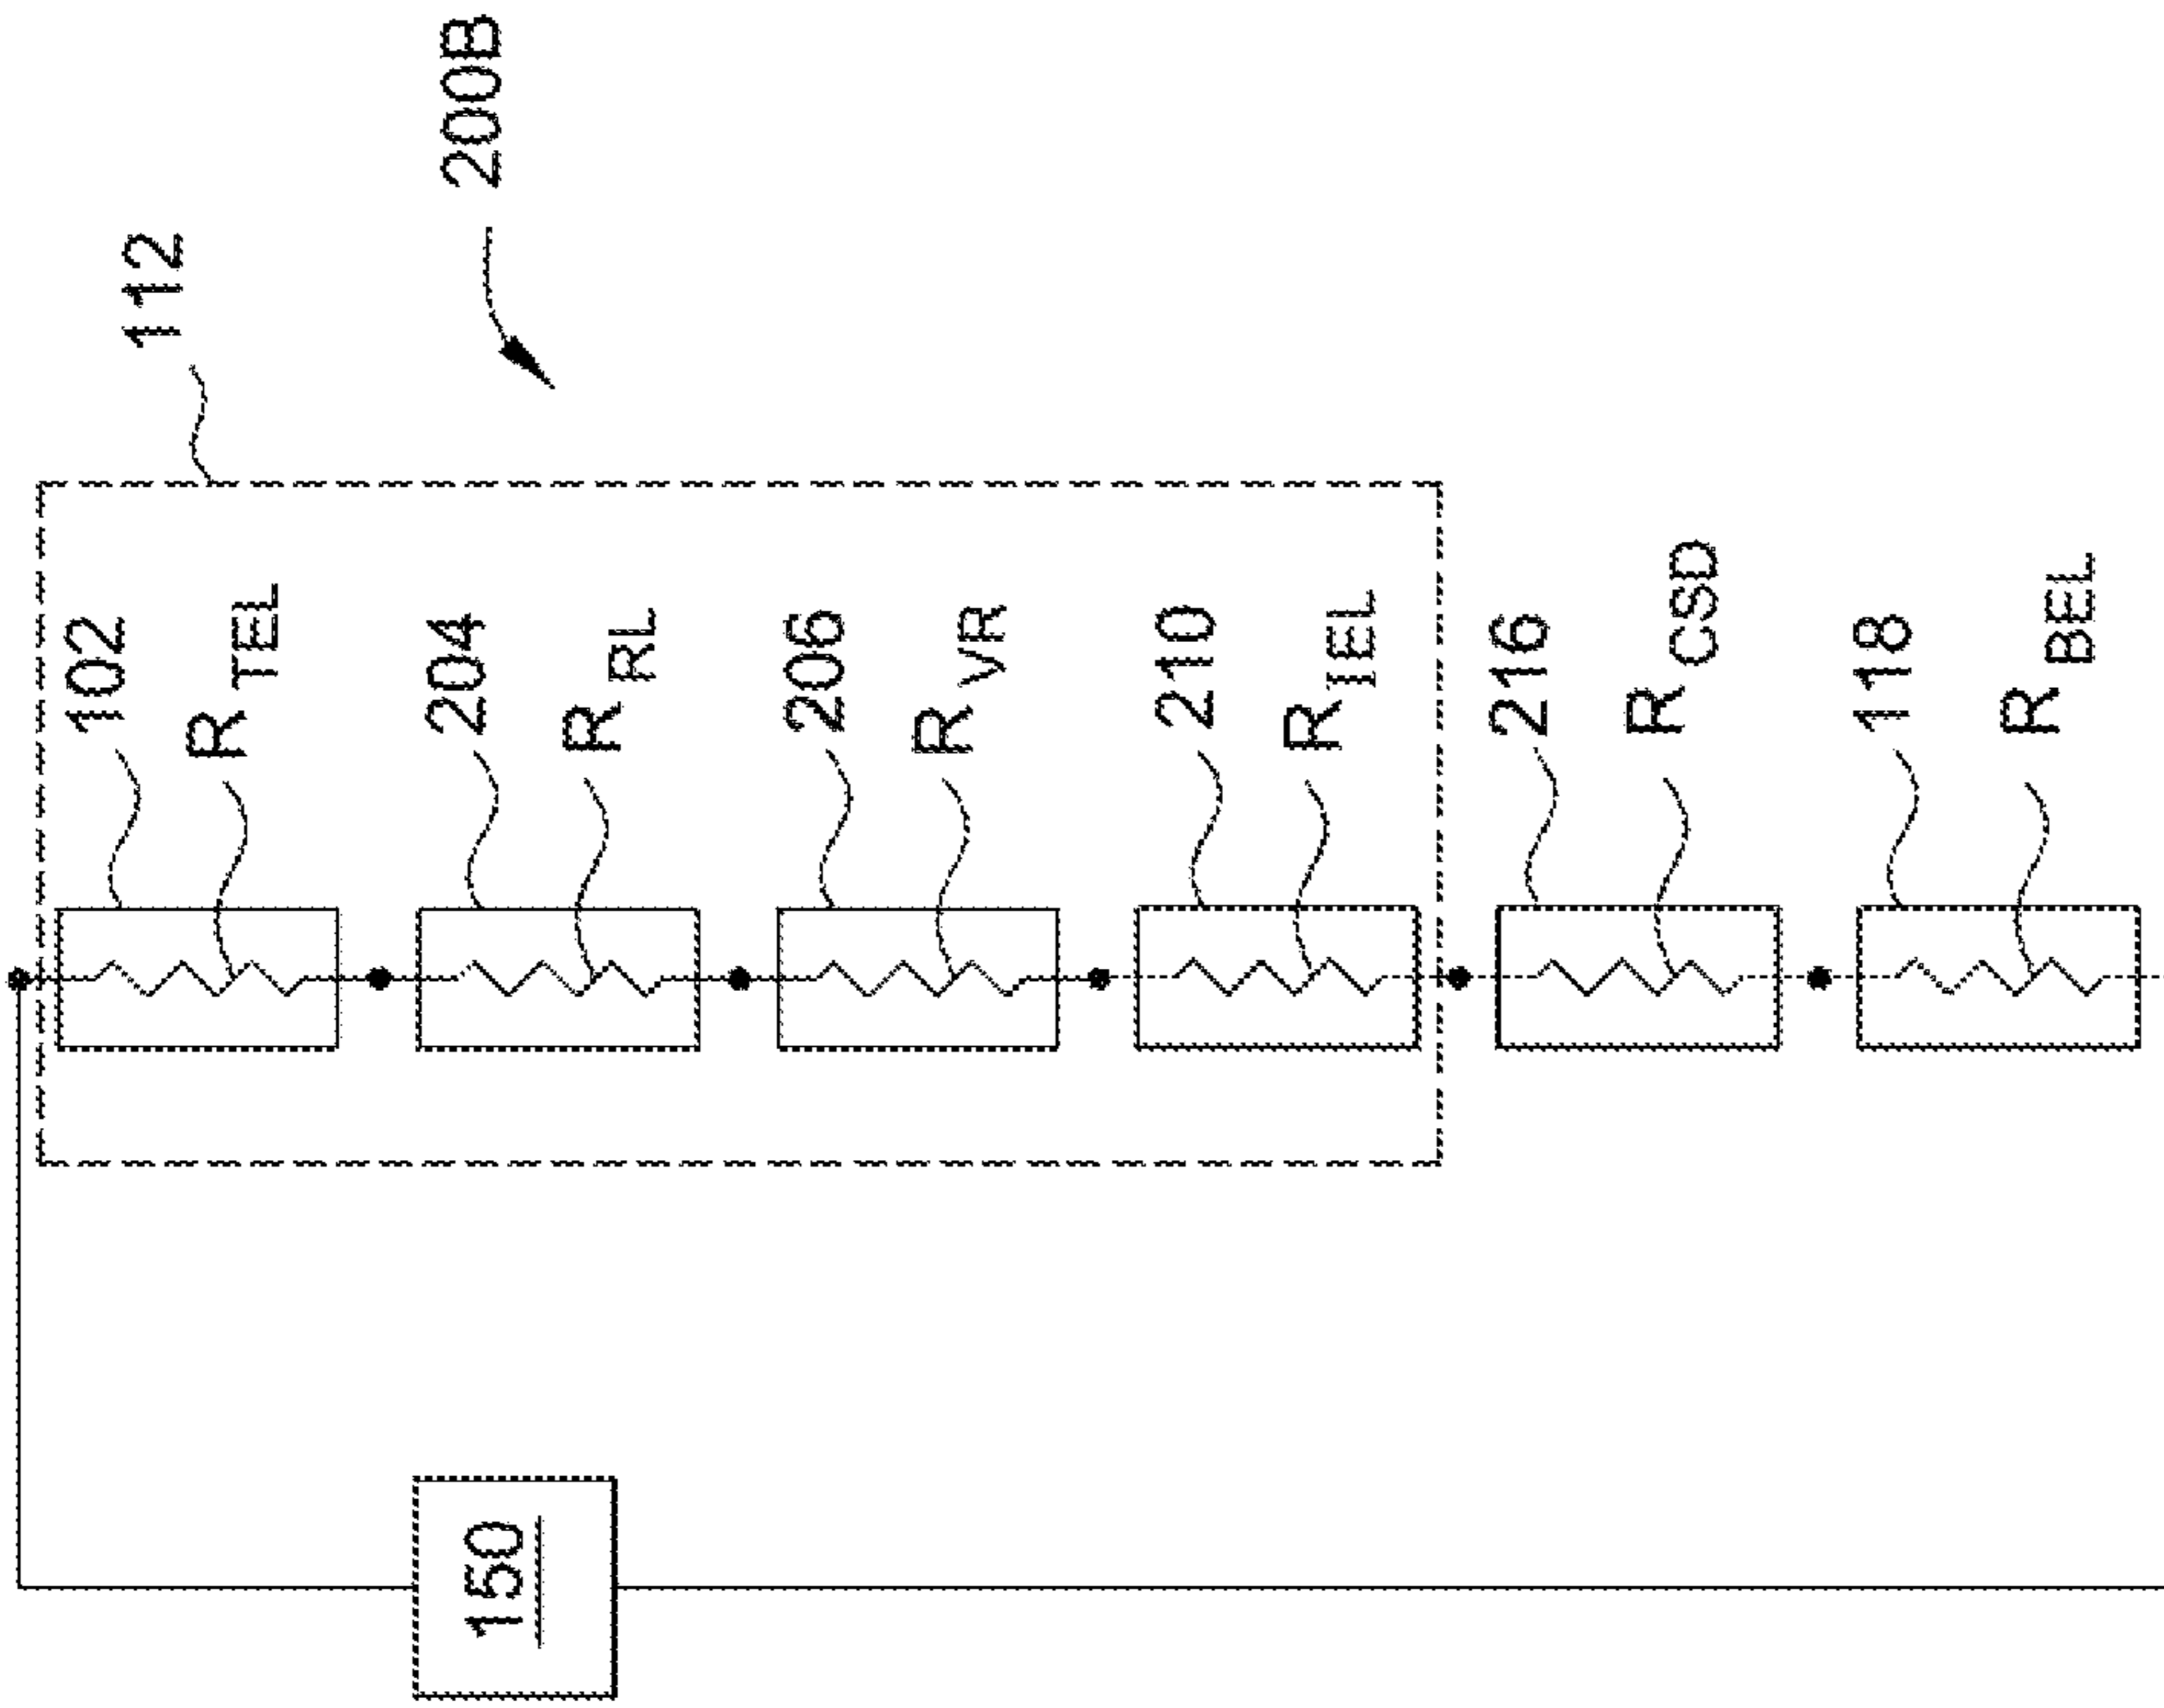 200B
112
102
R TEL
204
R RL
206
R VR
210
R IEL
216
R CSD
118
R BEL
150